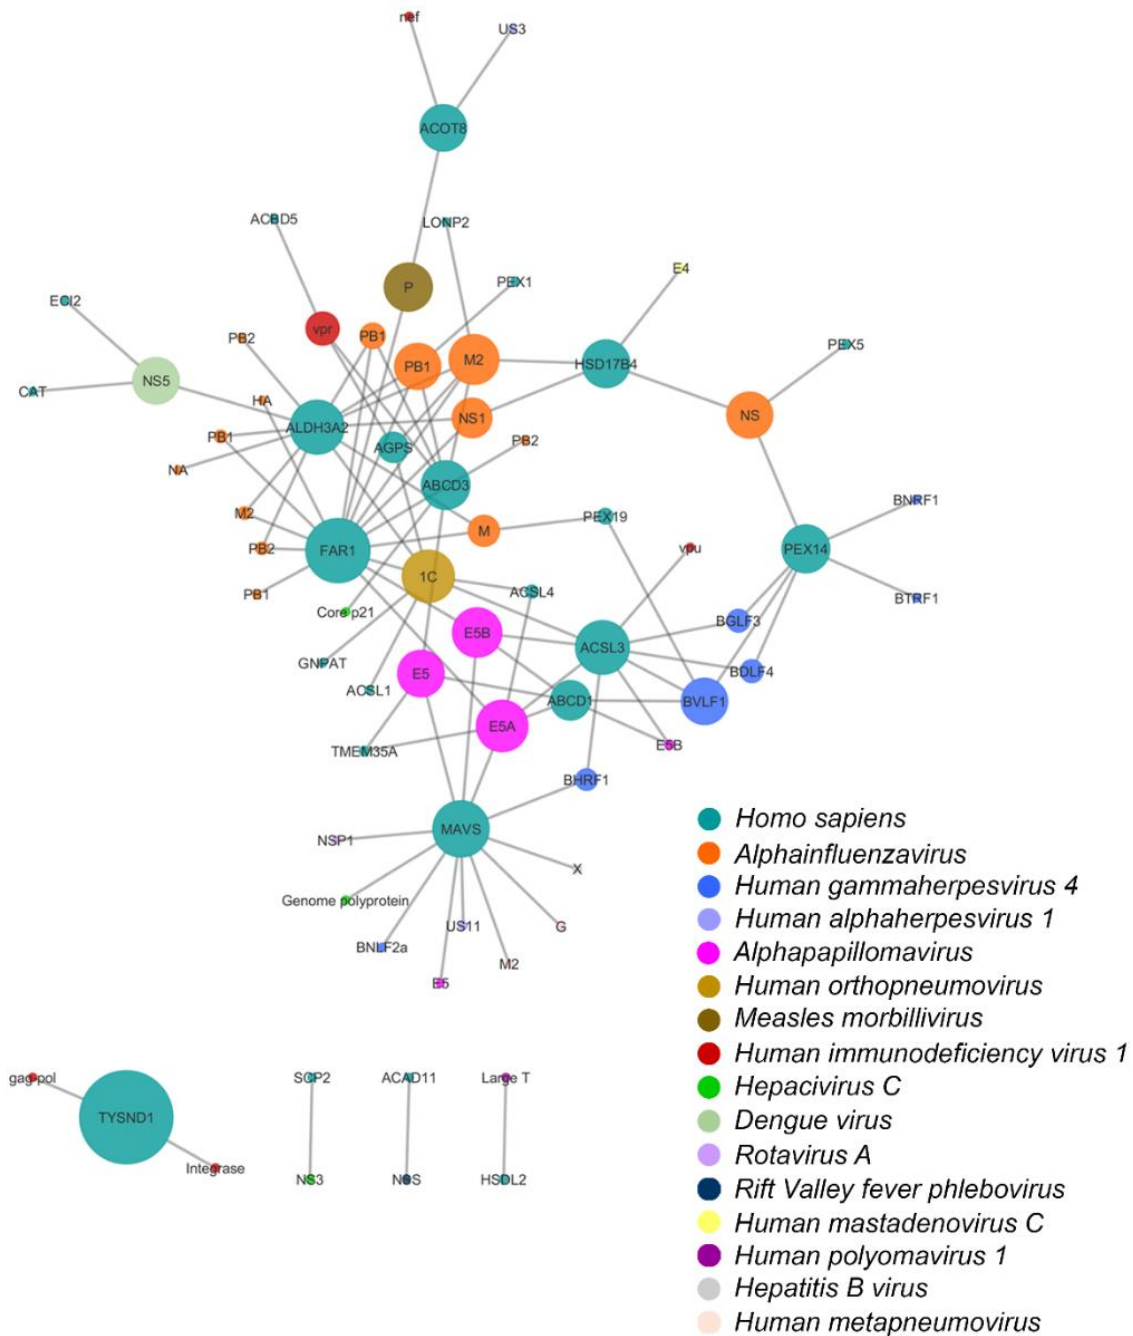 nef
US3
ACOT8
ACBD5
LONP2
E4
PEX1
P
ECI2
vpr
PB1
PB2
PEX5
M2
HSD17B4
PB1
NS5
CAT
HA
NS
NS1
ALDH3A2
PB1
PB2
AGPS
NA
ABCD3
BNRF1
M2
PEX19
M
PB2
FAR1
vpu
PEX14
1C
ACSL4
PB1
BTRF1
Core p21
BGLF3
E5B
ACSL3
GNPAT
E5
BDLF4
ACSL1
ABCD1
BVLF1
E5A
TMEM35A
E5B
BHRF1
MAVS
NSP1
X
Genome polyprotein
US11
G
BNLF2a
M2
E5
gag-pol
SCP2
ACAD11
Large T
TYSND1
Integrase
NS3
NSS
HSDL2
Homo sapiens
Alphainfluenzavirus
Human gammaherpesvirus 4
Human alphaherpesvirus 1
Alphapapillomavirus
Human orthopneumovirus
Measles morbillivirus
Human immunodeficiency virus 1
Hepacivirus C
Dengue virus
Rotavirus A
Rift Valley fever phlebovirus
Human mastadenovirus C
Human polyomavirus 1
Hepatitis B virus
Human metapneumovirus